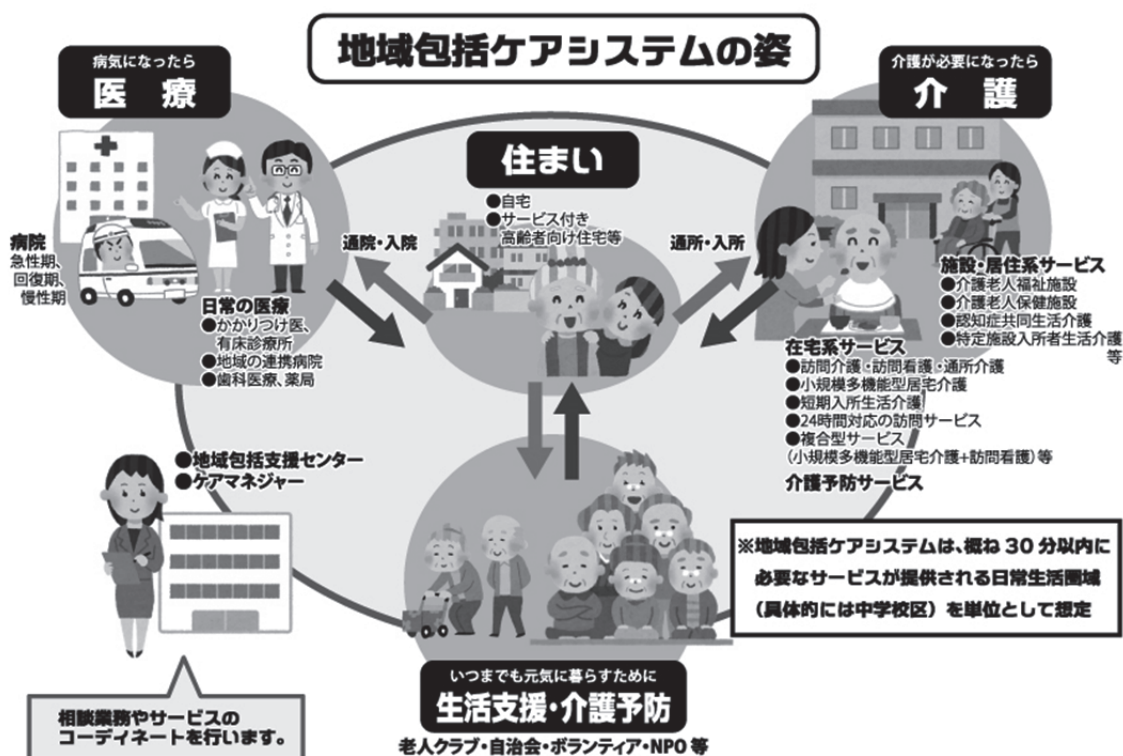 地域包括ケアシステムの姿
病気になったら
医 療
病院
急性期、
回復期、
慢性期
日常の医療
●かかりつけ医、
有床診療所
●地域の連携病院
●歯科医療、薬局
通院・入院
住まい
●自宅
●サービス付き
高齢者向け住宅等
通所・入所
介護が必要になったら
介 護
施設・居住系サービス
●介護老人福祉施設
●介護老人保健施設
●認知症共同生活介護
●特定施設入所者生活介護
等
在宅系サービス
●訪問介護・訪問看護・通所介護
●小規模多機能型居宅介護
●短期入所生活介護
●24時間対応の訪問サービス
●複合型サービス
(小規模多機能型居宅介護+訪問看護)等
介護予防サービス
●地域包括支援センター
●ケアマネジャー
相談業務やサービスの
コーディネートを行います。
いつまでも元気に暮らすために
生活支援・介護予防
老人クラブ・自治会・ボランティア・NPO 等
※地域包括ケアシステムは、概ね 30 分以内に
必要なサービスが提供される日常生活圏域
(具体的には中学校区)を単位として想定